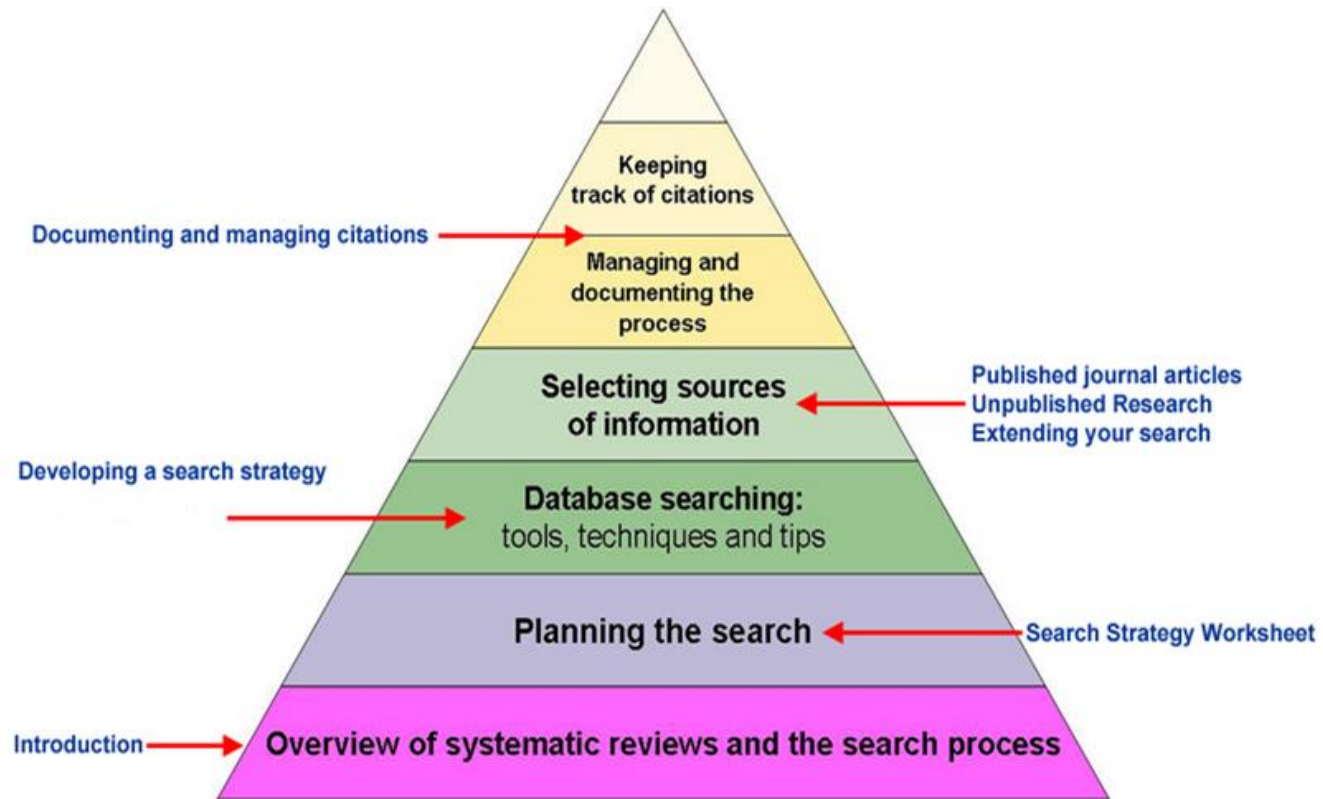 Keeping
track of citations
Documenting and managing citations
Managing and
documenting the
process
Selecting sources
of information
Published journal articles
Unpublished Research
Extending your search
Developing a search strategy
Database searching:
tools, techniques and tips
Planning the search
Search Strategy Worksheet
Introduction
Overview of systematic reviews and the search process